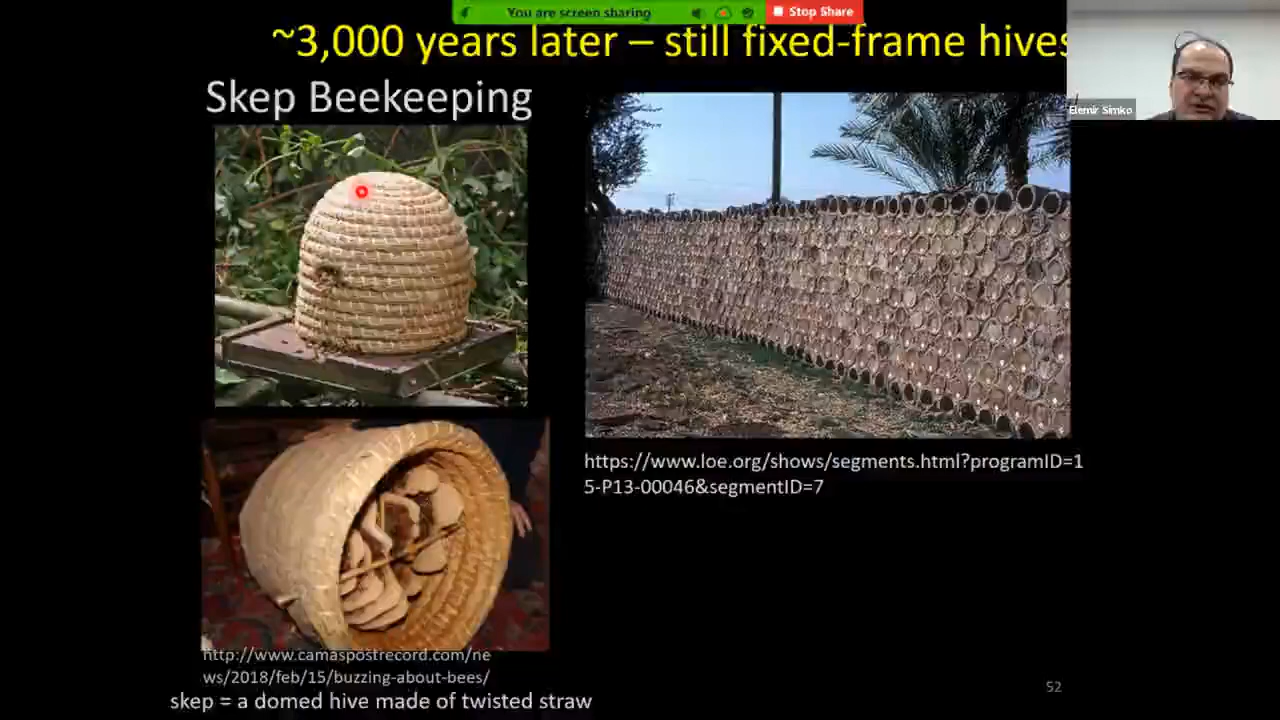 You are screen sharing
Stop Share
~3,000 years later – still fixed-frame hives
Skep Beekeeping
Elemir Simko
https://www.loe.org/shows/segments.html?programID=1
5-P13-00046&segmentID=7
http://www.camaspostrecord.com/ne
ws/2018/feb/15/buzzing-about-bees/
skep = a domed hive made of twisted straw
52